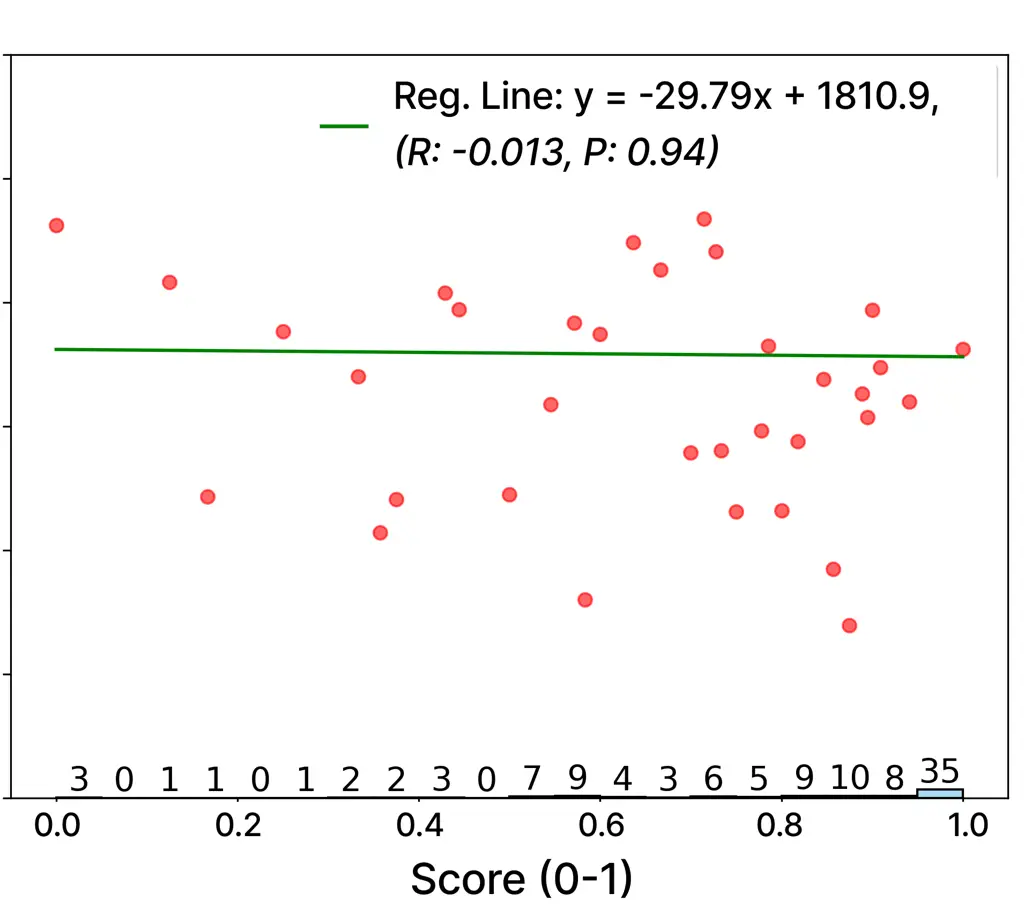 Reg. Line: y = -29.79x + 1810.9,
(R: -0.013, P: 0.94)
3 0 1 1 0 1 2 2 3 0 7 9 4 3 6 5 9 10 8 35
0.0 0.2 0.4 0.6 0.8 1.0
Score (0-1)